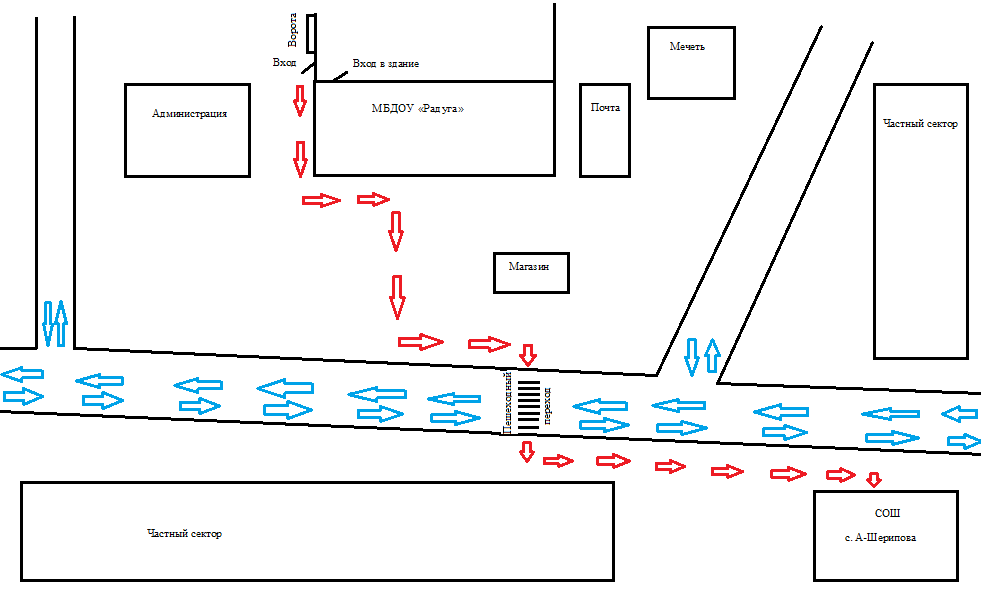 Ворота
Вход
Вход в здание
Мечеть
Администрация
МБДОУ «Радуга»
Почта
Частный сектор
Магазин
Пешеходный
переход
Частный сектор
СОШ
с. А-Шерипова